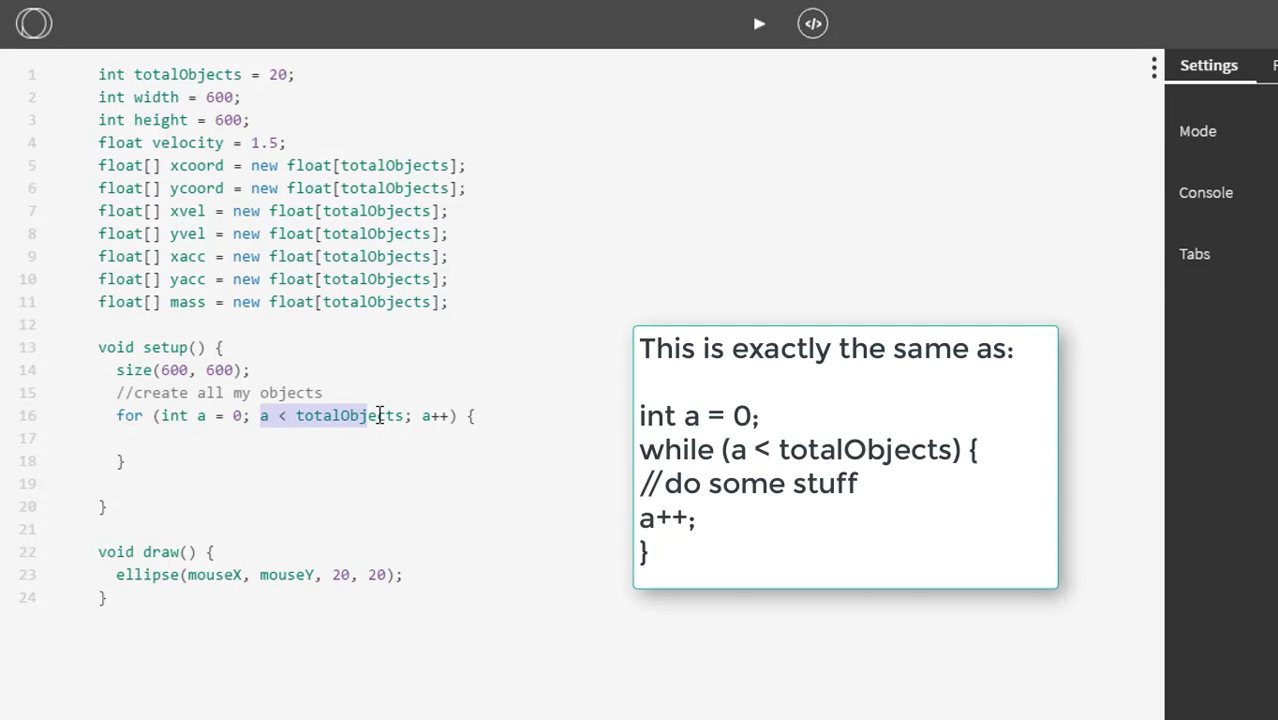 </>
Settings
Mode
Console
Tabs
1 int totalObjects = 20;
2 int width = 600;
3 int height = 600;
4 float velocity = 1.5;
5 float[] xcoord = new float[totalObjects];
6 float[] ycoord = new float[totalObjects];
7 float[] xvel = new float[totalObjects];
8 float[] yvel = new float[totalObjects];
9 float[] xacc = new float[totalObjects];
10 float[] yacc = new float[totalObjects];
11 float[] mass = new float[totalObjects];
12
13 void setup() {
14 size(600, 600);
15 //create all my objects
16 for (int a = 0; a < totalObjects; a++) {
17
18 }
19
20 }
21
22 void draw() {
23 ellipse(mouseX, mouseY, 20, 20);
24 }
This is exactly the same as:
int a = 0;
while (a < totalObjects) {
//do some stuff
a++;
}